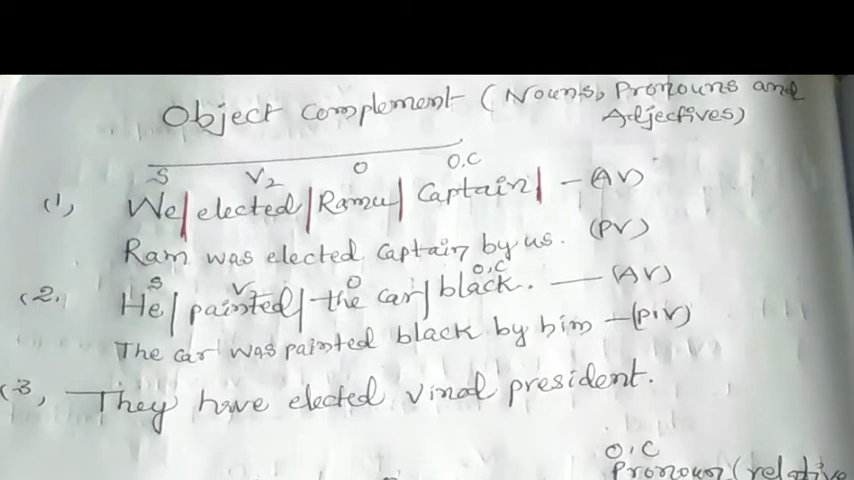 Object complement (Nouns, Pronouns and
Adjectives)
S V2 O O.C
(1) We | elected | Ramu | Captain | - (AV)
Ram was elected captain by us. (PV)
S V2 O O.C
(2. He | painted | the car | black. — (AV)
The car was painted black by him - (P.V)
(3, They have elected vinod president.
O.C
Pronoun (relative